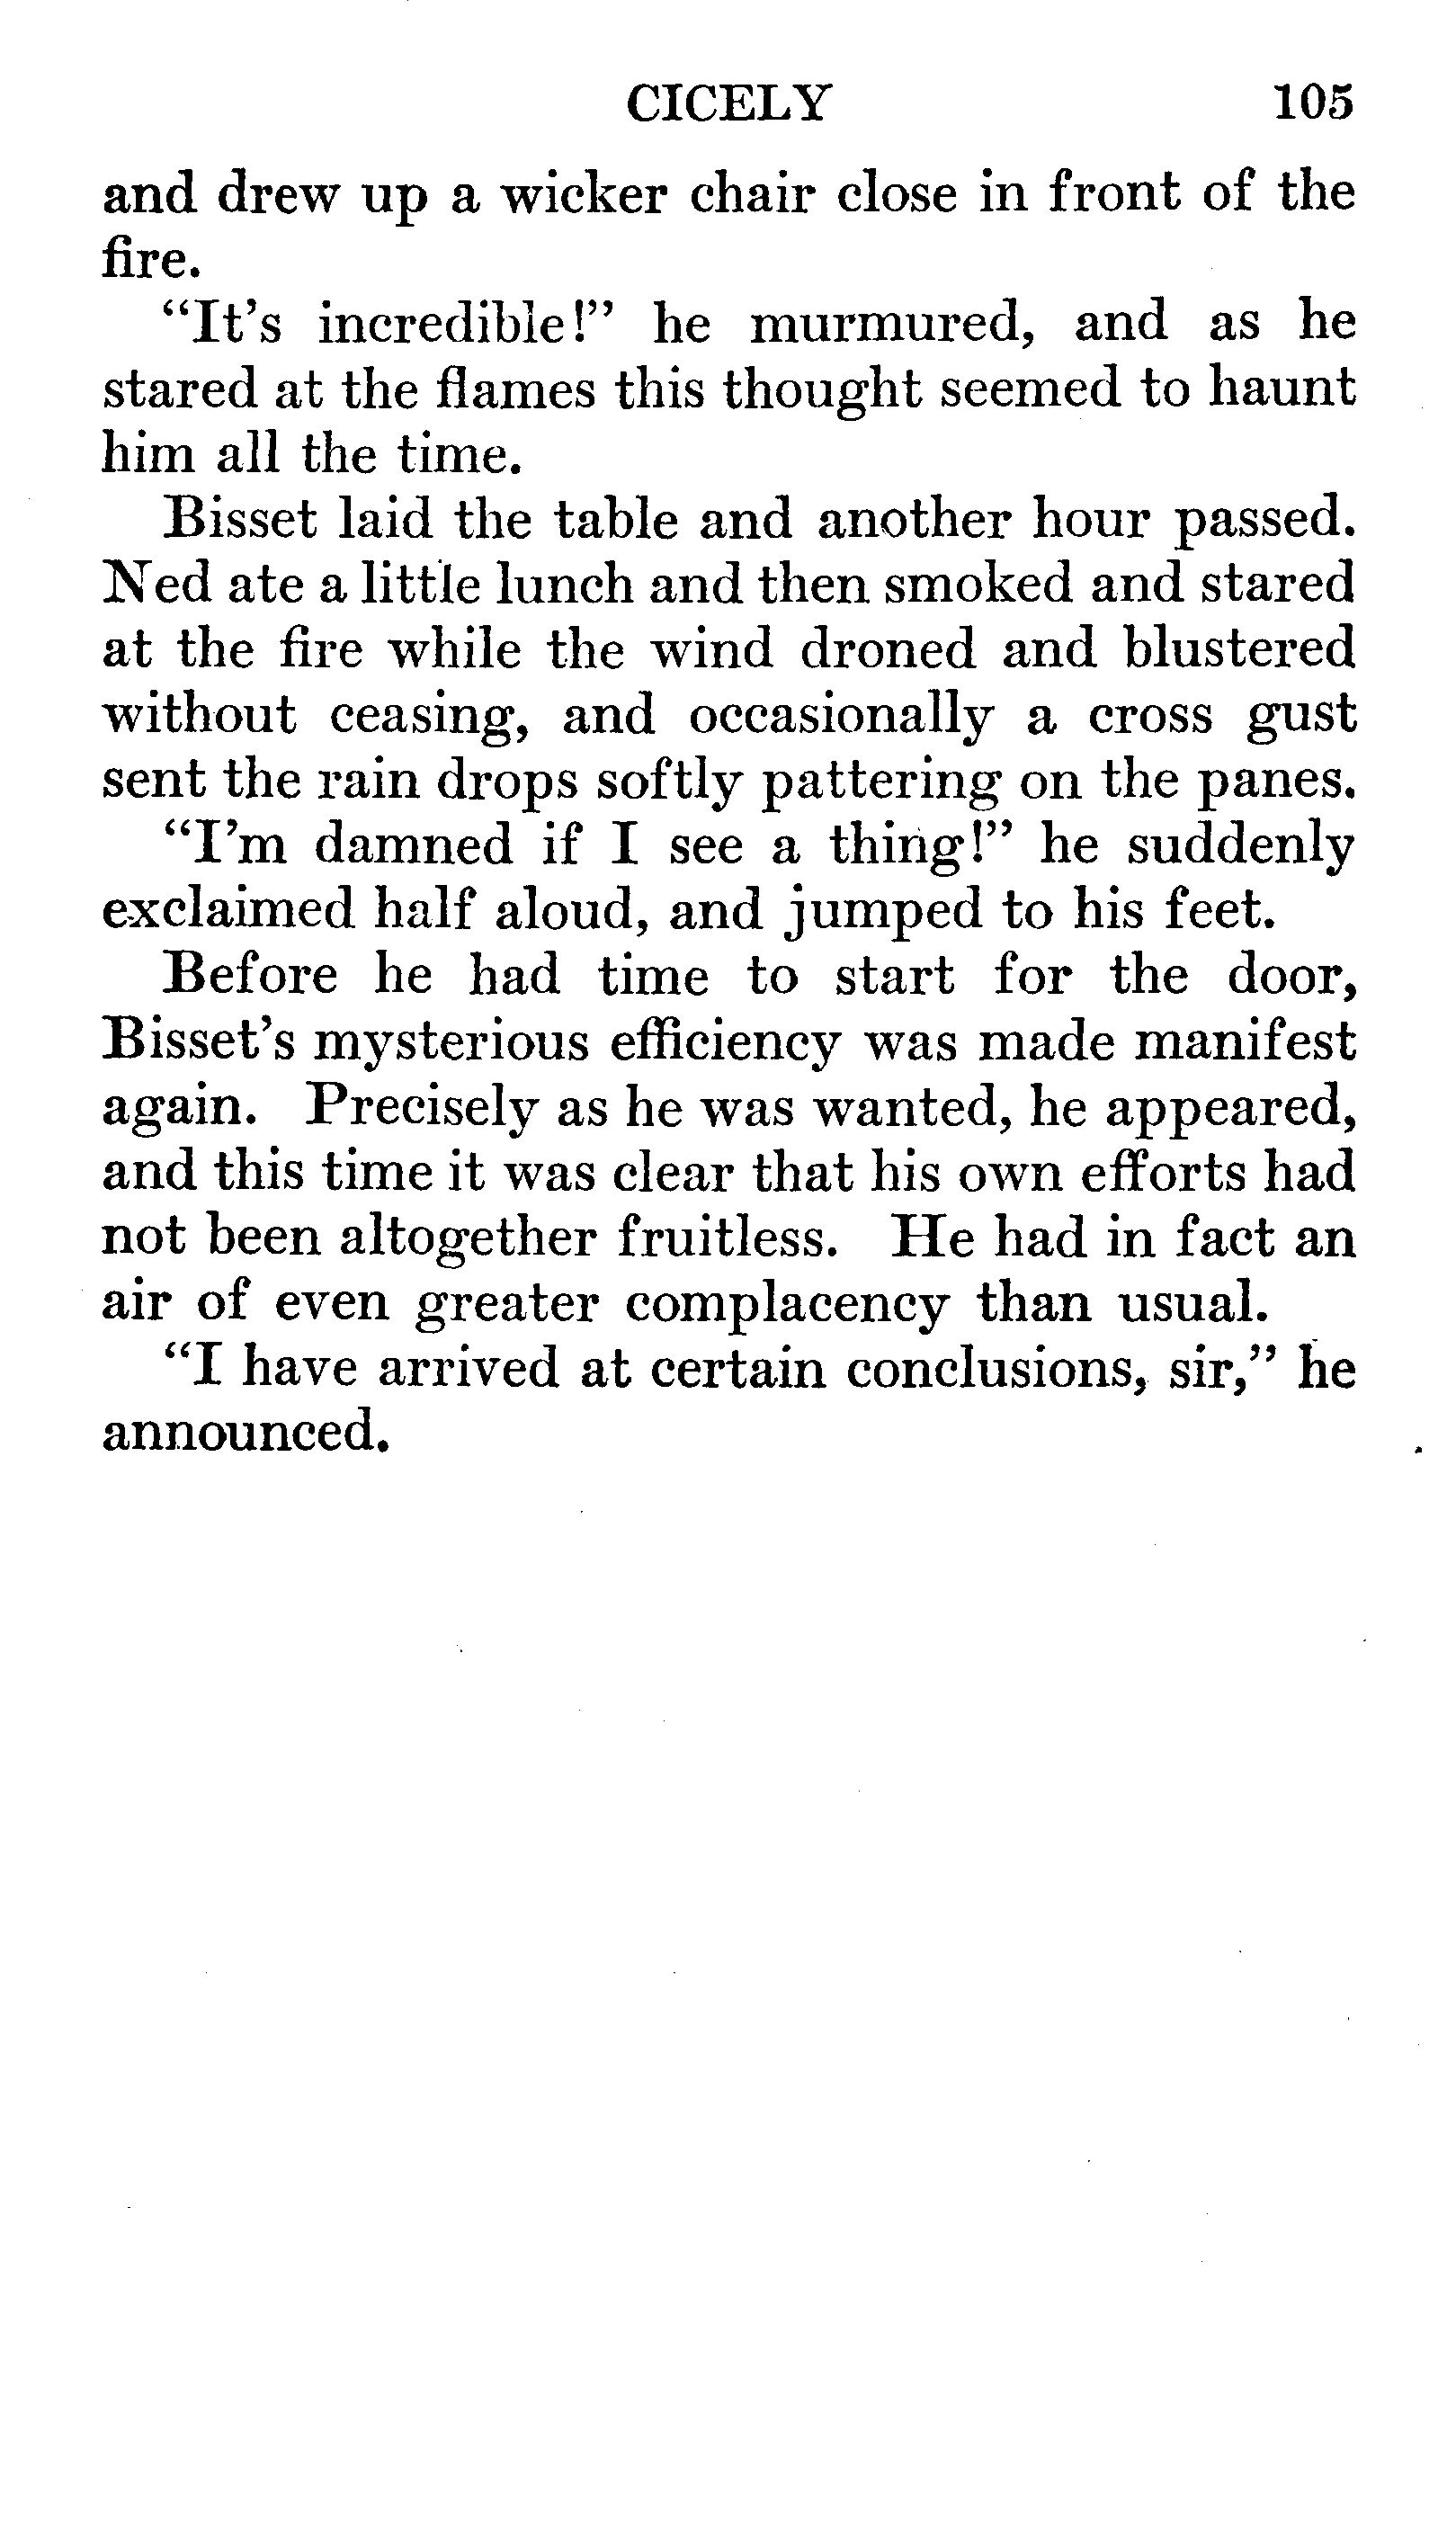 CICELY 105
and drew up a wicker chair close in front of the
fire.
“It’s incredible!” he murmured, and as he
stared at the flames this thought seemed to haunt
him all the time.
Bisset laid the table and another hour passed.
Ned ate a little lunch and then smoked and stared
at the fire while the wind droned and blustered
without ceasing, and occasionally a cross gust
sent the rain drops softly pattering on the panes.
“I’m damned if I see a thing!” he suddenly
exclaimed half aloud, and jumped to his feet.
Before he had time to start for the door,
Bisset’s mysterious efficiency was made manifest
again. Precisely as he was wanted, he appeared,
and this time it was clear that his own efforts had
not been altogether fruitless. He had in fact an
air of even greater complacency than usual.
“I have arrived at certain conclusions, sir,” he
announced.